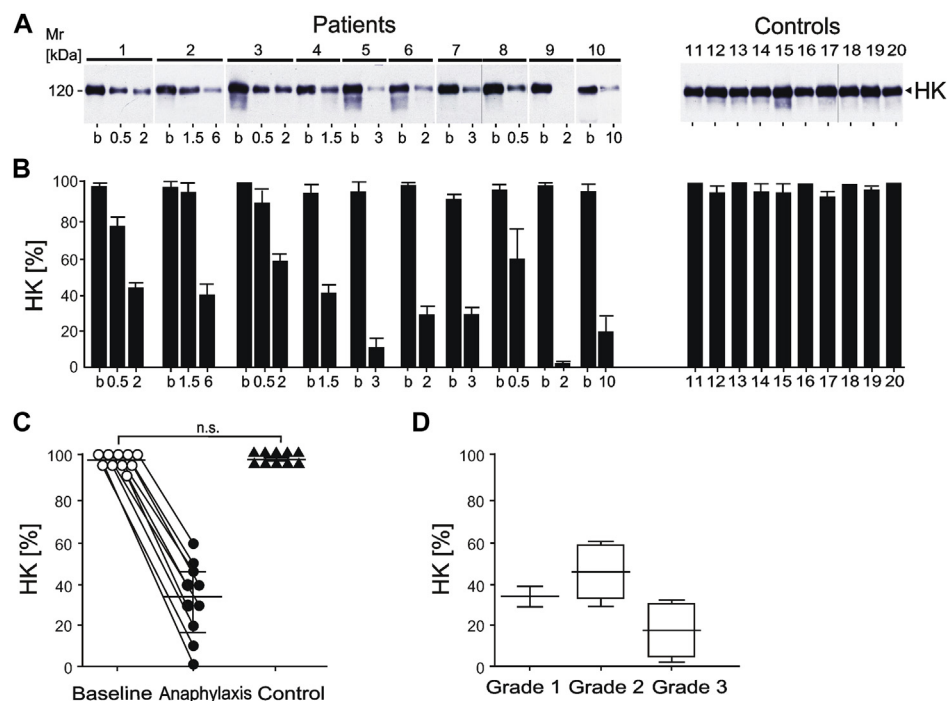 A Patients Controls
Mr
[kDa] 1 2 3 4 5 6 7 8 9 10 11 12 13 14 15 16 17 18 19 20
120 HK
b 0.5 2 b 1.5 6 b 0.5 2 b 1.5 b 3 b 2 b 3 b 0.5 b 2 b 10
B
HK [%]
100
80
60
40
20
0
b 0.5 2 b 1.5 6 b 0.5 2 b 1.5 b 3 b 2 b 3 b 0.5 b 2 b 10 11 12 13 14 15 16 17 18 19 20
C
n.s.
HK [%]
100
80
60
40
20
0
Baseline Anaphylaxis Control
D
HK [%]
100
80
60
40
20
0
Grade 1 Grade 2 Grade 3